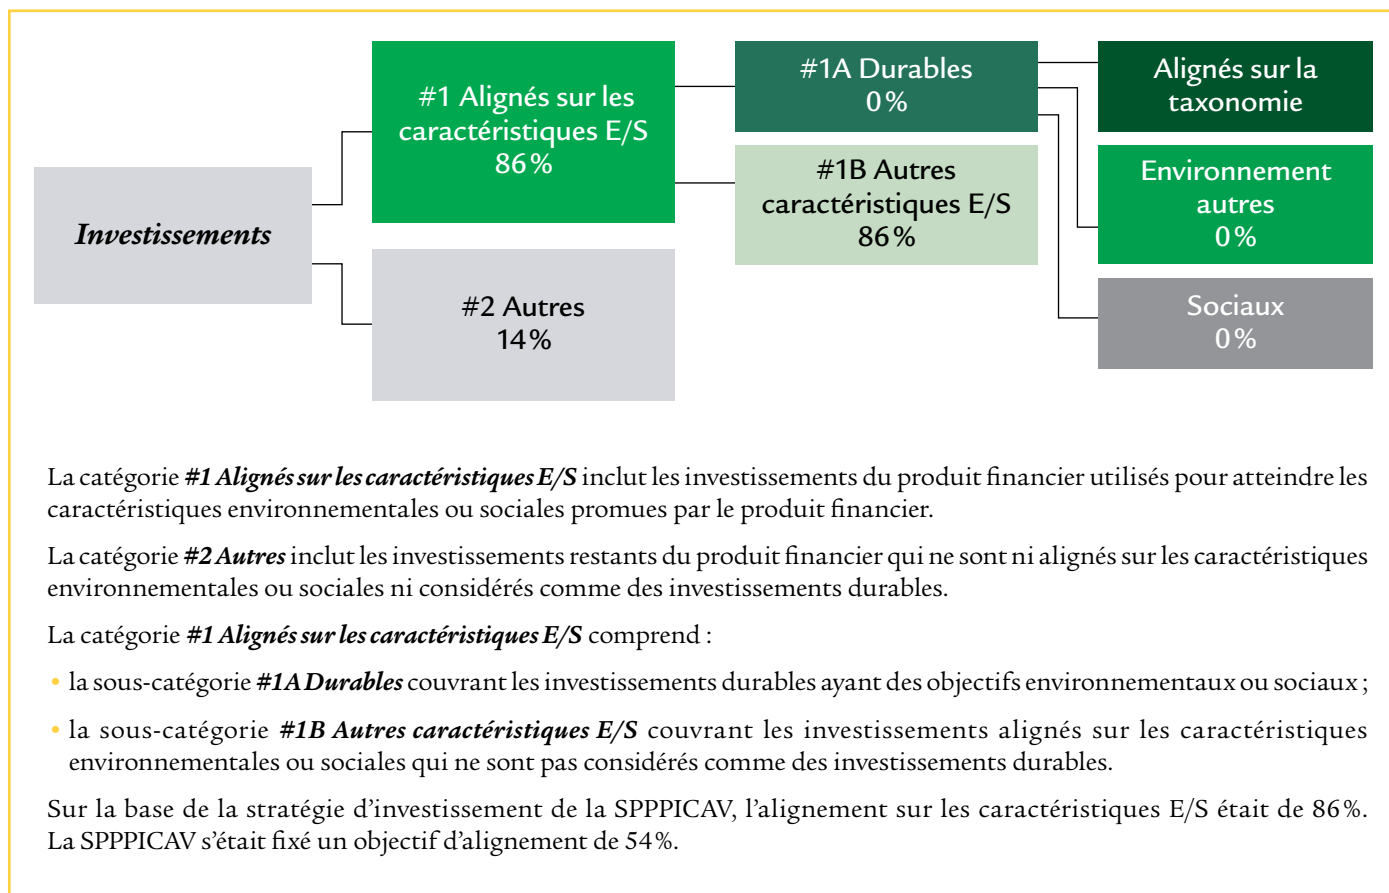 Investissements
#1 Alignés sur les
caractéristiques E/S
86%
#2 Autres
14%
#1A Durables
0%
#1B Autres
caractéristiques E/S
86%
Alignés sur la
taxonomie
Environnement
autres
0%
Sociaux
0%
La catégorie #1 Alignés sur les caractéristiques E/S inclut les investissements du produit financier utilisés pour atteindre les
caractéristiques environnementales ou sociales promues par le produit financier.
La catégorie #2 Autres inclut les investissements restants du produit financier qui ne sont ni alignés sur les caractéristiques
environnementales ou sociales ni considérés comme des investissements durables.
La catégorie #1 Alignés sur les caractéristiques E/S comprend :
• la sous-catégorie #1A Durables couvrant les investissements durables ayant des objectifs environnementaux ou sociaux ;
• la sous-catégorie #1B Autres caractéristiques E/S couvrant les investissements alignés sur les caractéristiques
environnementales ou sociales qui ne sont pas considérés comme des investissements durables.
Sur la base de la stratégie d’investissement de la SPPPICAV, l’alignement sur les caractéristiques E/S était de 86%.
La SPPPICAV s’était fixé un objectif d’alignement de 54%.